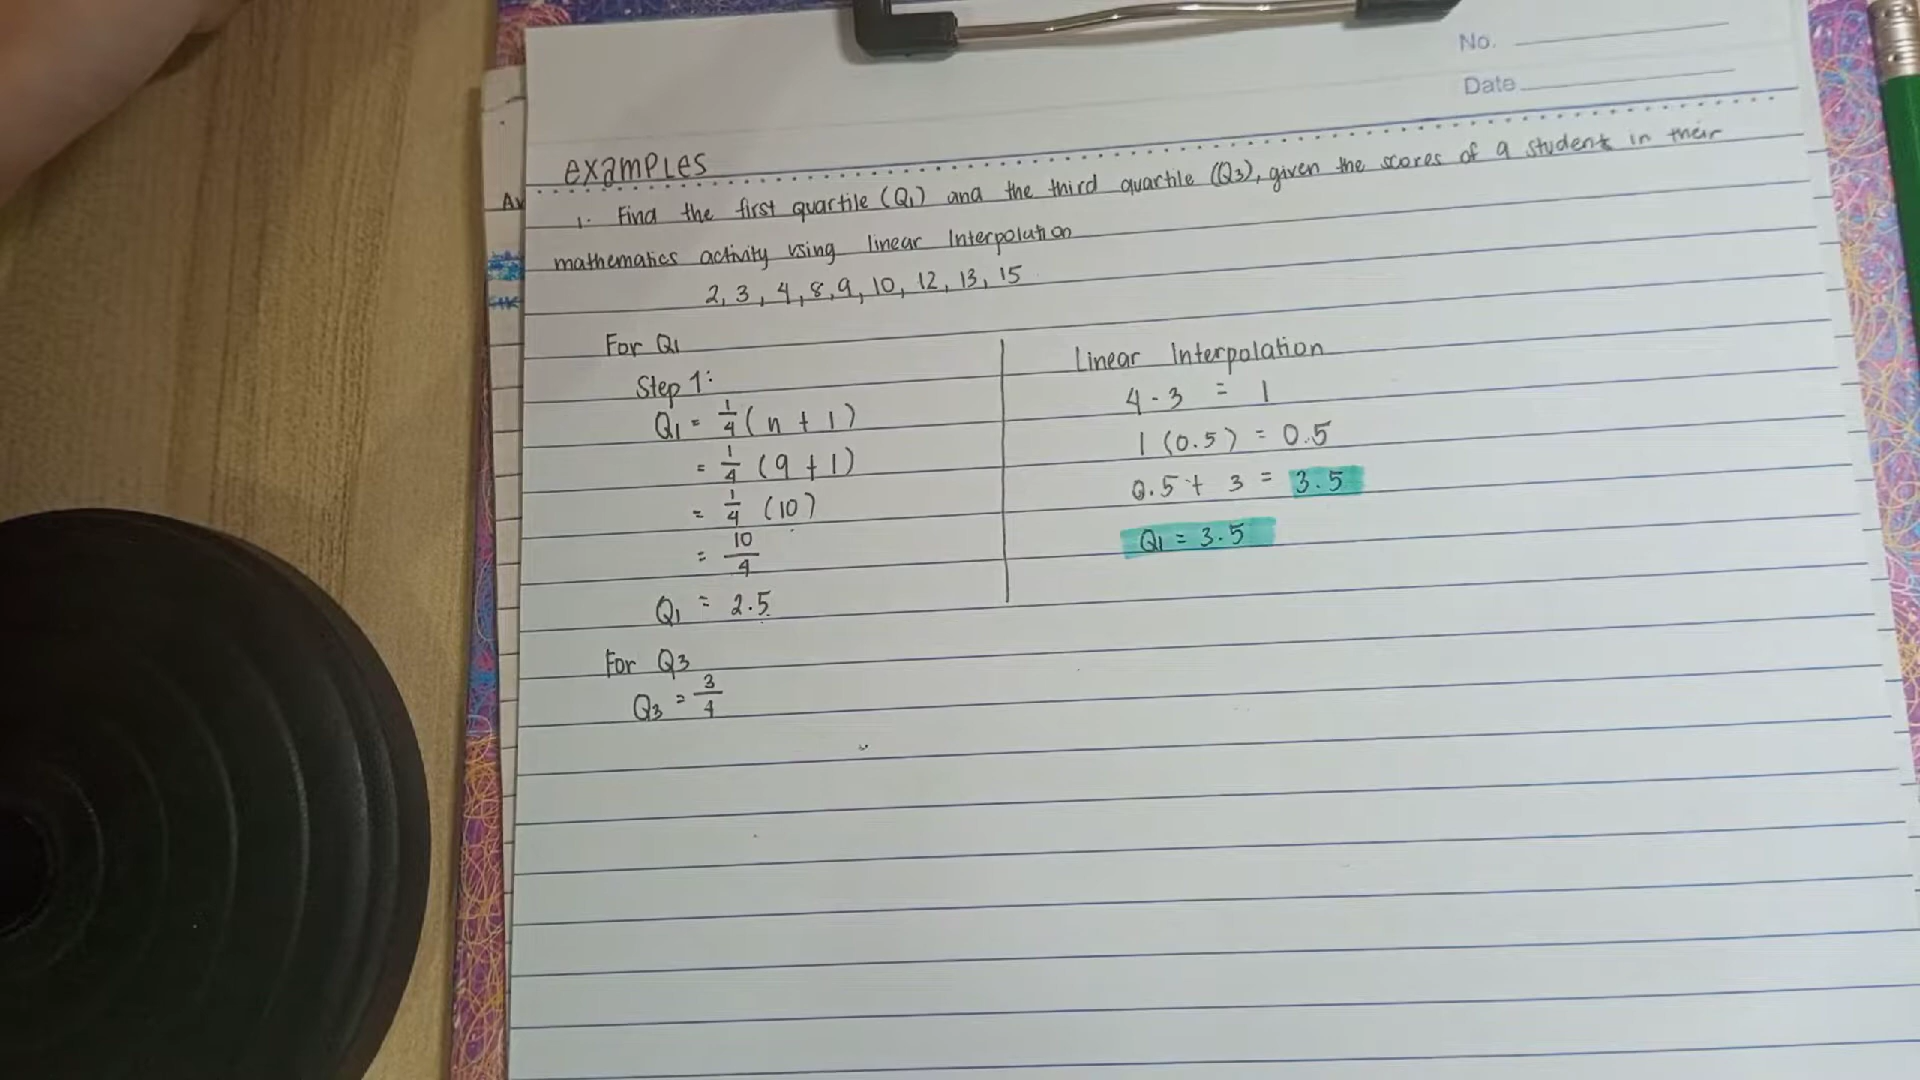 No.
Date
examples
1. Find the first quartile (Q1) and the third quartile (Q3), given the scores of 9 students in their
mathematics activity using linear Interpolation
2, 3, 4, 8, 9, 10, 12, 13, 15
For Q1
Step 1:
Q1 = 1/4 (n + 1)
= 1/4 (9 + 1)
= 1/4 (10)
= 10/4
Q1 = 2.5
Linear Interpolation
4 - 3 = 1
1 (0.5) = 0.5
0.5 + 3 = 3.5
Q1 = 3.5
For Q3
Q3 = 3/4